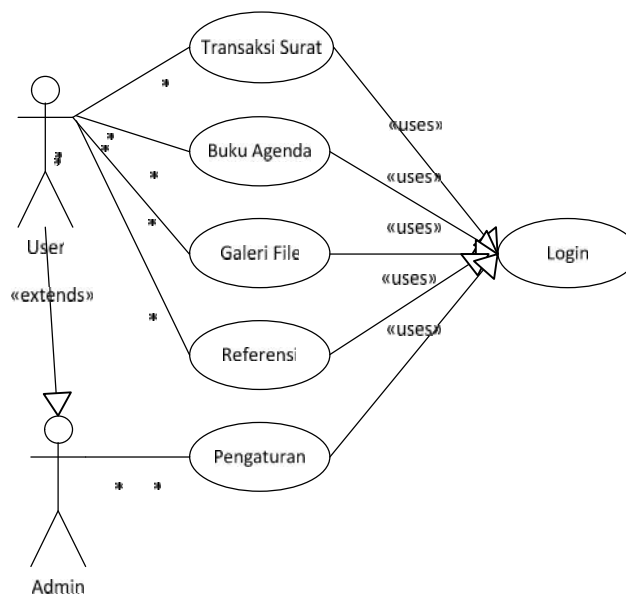 Transaksi Surat
*
«uses»
*
*
Buku Agenda
*
*
*
«uses»
User
*
Galeri File
«uses»
Login
«extends»
*
Referensi
«uses»
«uses»
Pengaturan
* *
Admin